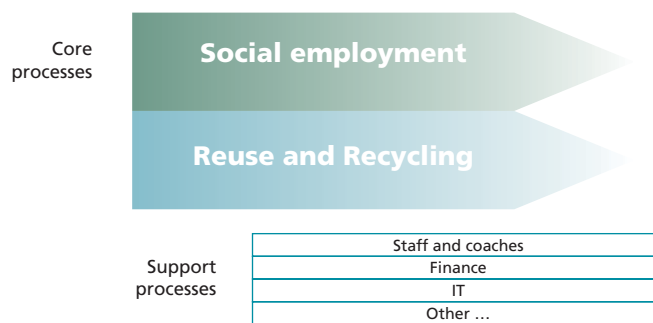 Core
processes
Social employment
Reuse and Recycling
Support
processes
Staff and coaches
Finance
IT
Other …